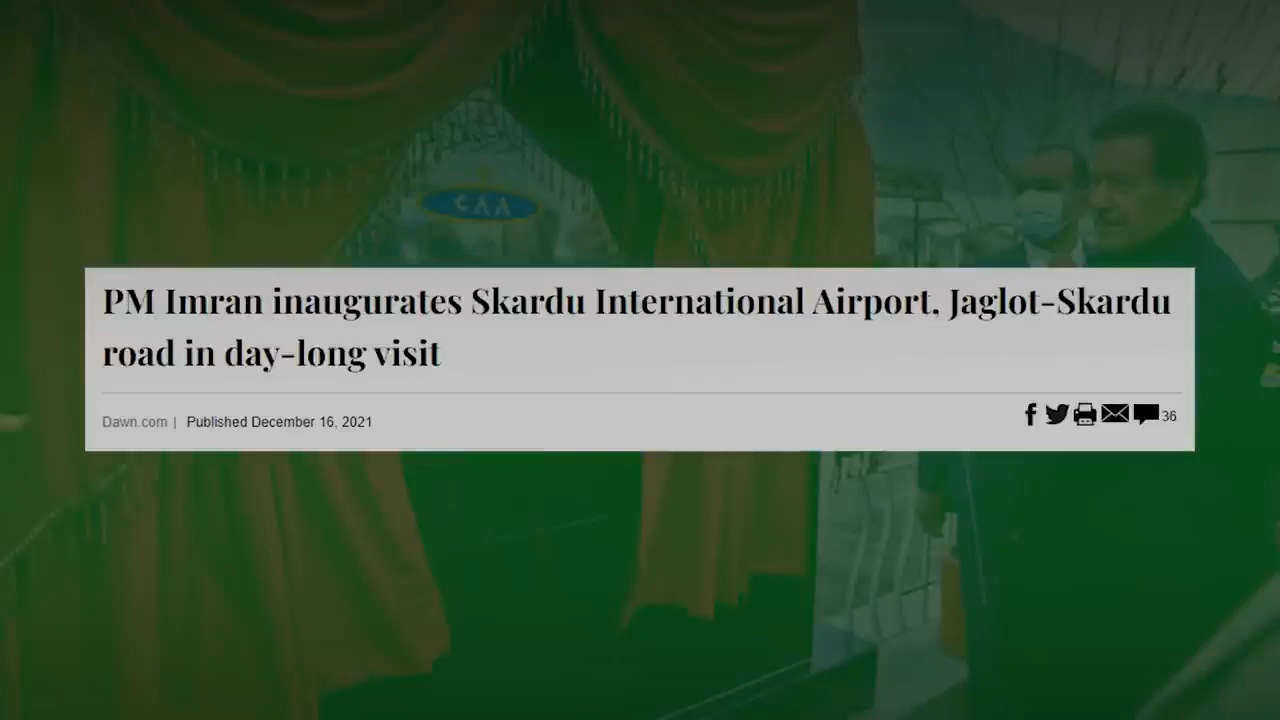 CAA
PM Imran inaugurates Skardu International Airport, Jaglot-Skardu
road in day-long visit
Dawn.com | Published December 16, 2021
36